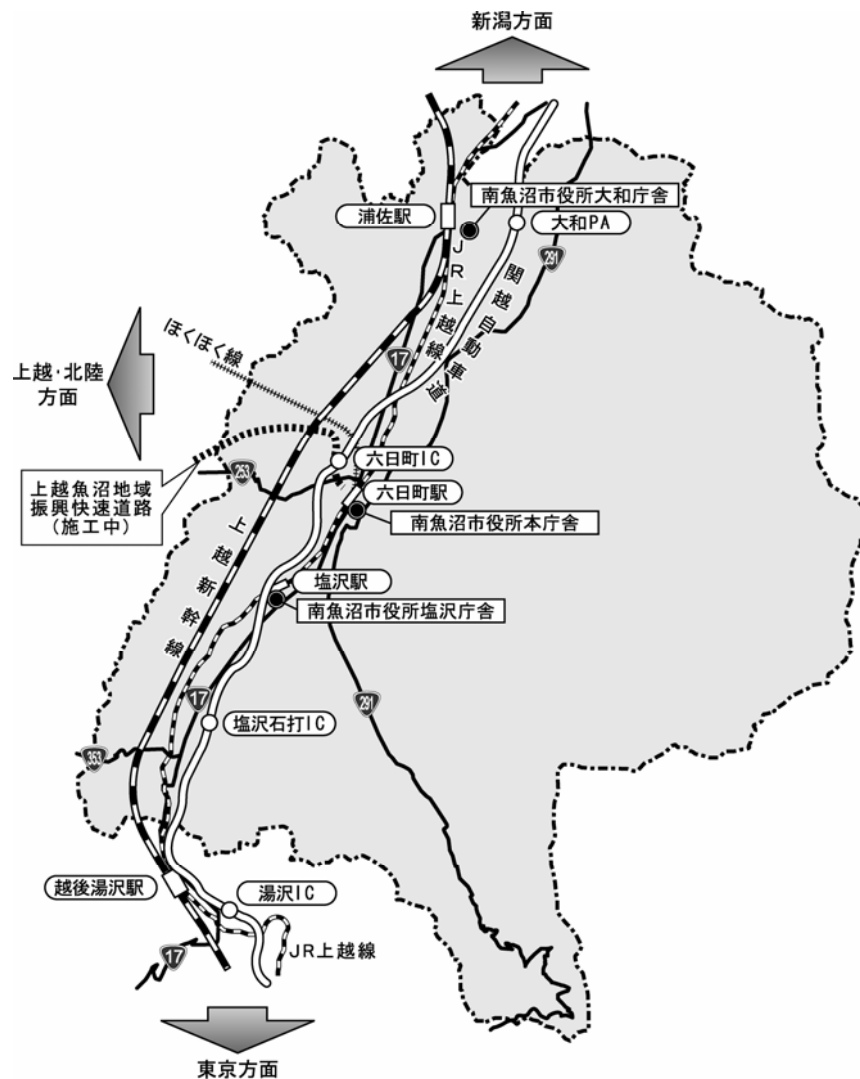 新潟方面
南魚沼市役所大和庁舎
浦佐駅
大和PA
291
JR上越線
関越自動車道
ほくほく線
17
上越・北陸
方面
六日町IC
253
上越魚沼地域
振興快速道路
(施工中)
六日町駅
南魚沼市役所本庁舎
上越新幹線
塩沢駅
南魚沼市役所塩沢庁舎
17
291
塩沢石打IC
353
越後湯沢駅
湯沢IC
17
JR上越線
東京方面